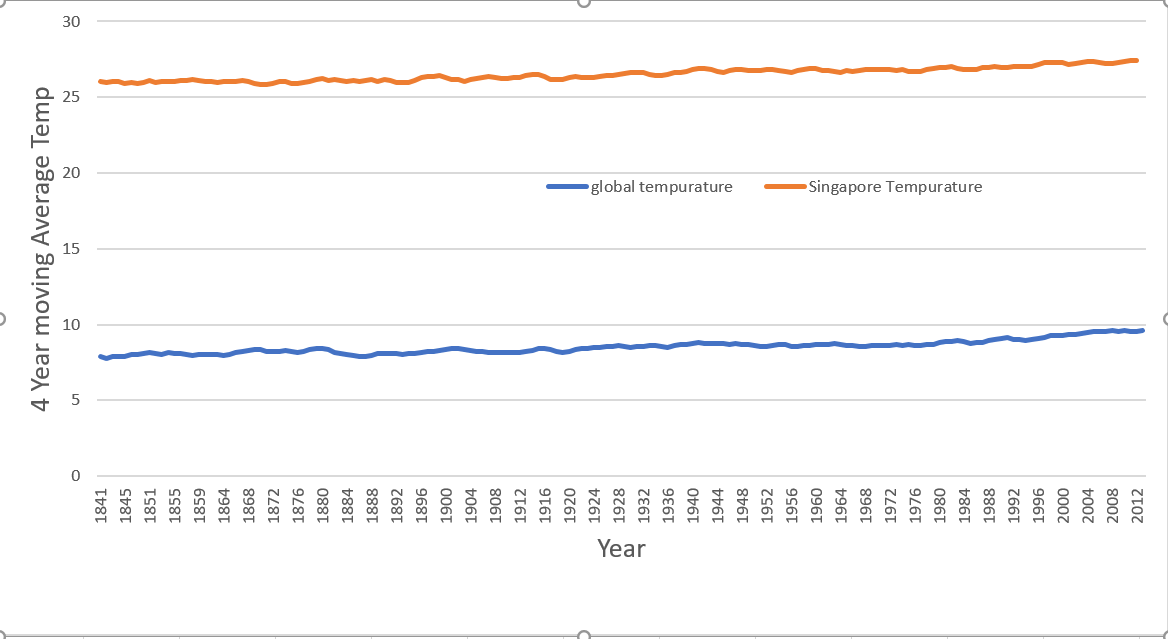 4 Year moving Average Temp
30
25
20
15
10
5
0
global tempurature
Singapore Tempurature
1841 1845 1851 1855 1859 1864 1868 1872 1876 1880 1884 1888 1892 1896 1900 1904 1908 1912 1916 1920 1924 1928 1932 1936 1940 1944 1948 1952 1956 1960 1964 1968 1972 1976 1980 1984 1988 1992 1996 2000 2004 2008 2012
Year